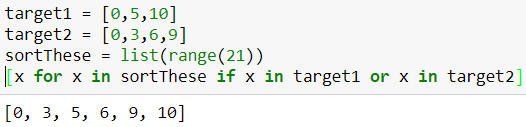 target1 = [0,5,10]
target2 = [0,3,6,9]
sortThese = list(range(21))
[x for x in sortThese if x in target1 or x in target2]
[0, 3, 5, 6, 9, 10]